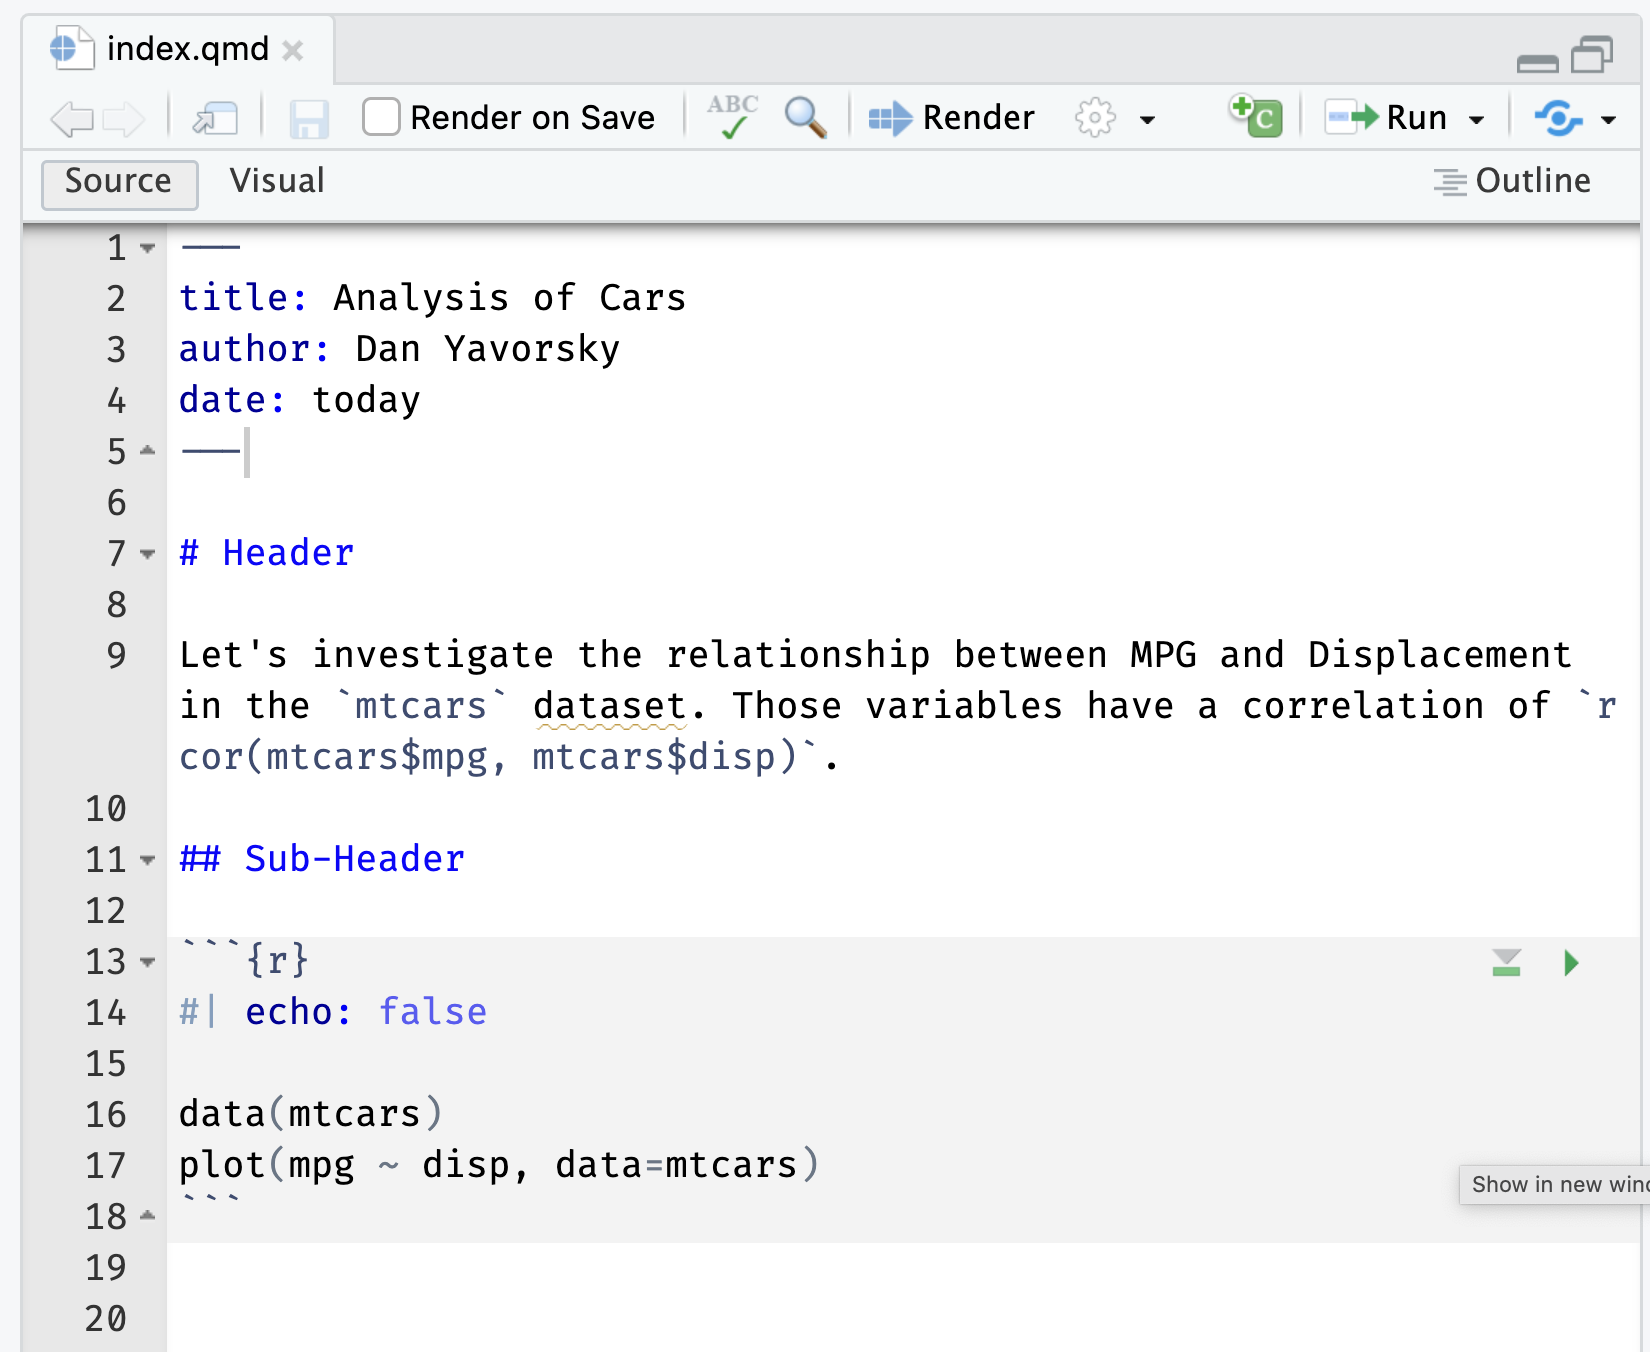 index.qmd
Render on Save ABC Render C Run
Source Visual Outline
1 ---
2 title: Analysis of Cars
3 author: Dan Yavorsky
4 date: today
5 ---
6
7 # Header
8
9 Let's investigate the relationship between MPG and Displacement
in the `mtcars` dataset. Those variables have a correlation of `r
cor(mtcars$mpg, mtcars$disp)`.
10
11 ## Sub-Header
12
13 ```{r}
14 #| echo: false
15
16 data(mtcars)
17 plot(mpg ~ disp, data=mtcars)
Show in new
18 ```
19
20